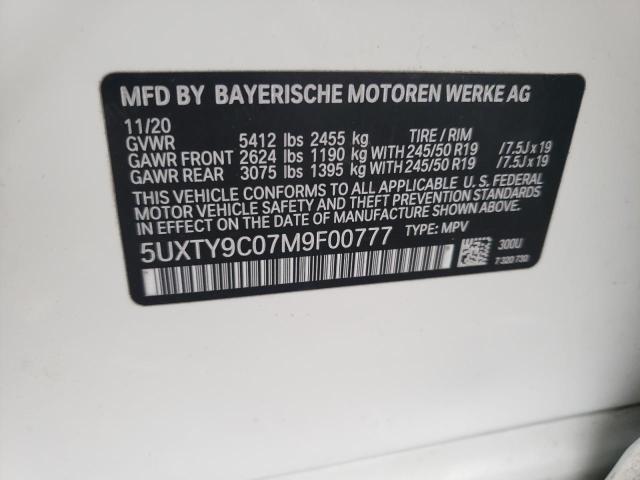 MFD BY BAYERISCHE MOTOREN WERKE AG
11/20 TIRE / RIM
GVWR 5412 lbs 2455 kg
GAWR FRONT 2624 lbs 1190 kg WITH 245/50 R19 /7.5J x 19
GAWR REAR 3075 lbs 1395 kg WITH 245/50 R19 /7.5J x 19
THIS VEHICLE CONFORMS TO ALL APPLICABLE U. S. FEDERAL
MOTOR VEHICLE SAFETY AND THEFT PREVENTION STANDARDS
IN EFFECT ON THE DATE OF MANUFACTURE SHOWN ABOVE.
5UXTY9C07M9F00777 TYPE: MPV
300U
7 320 730